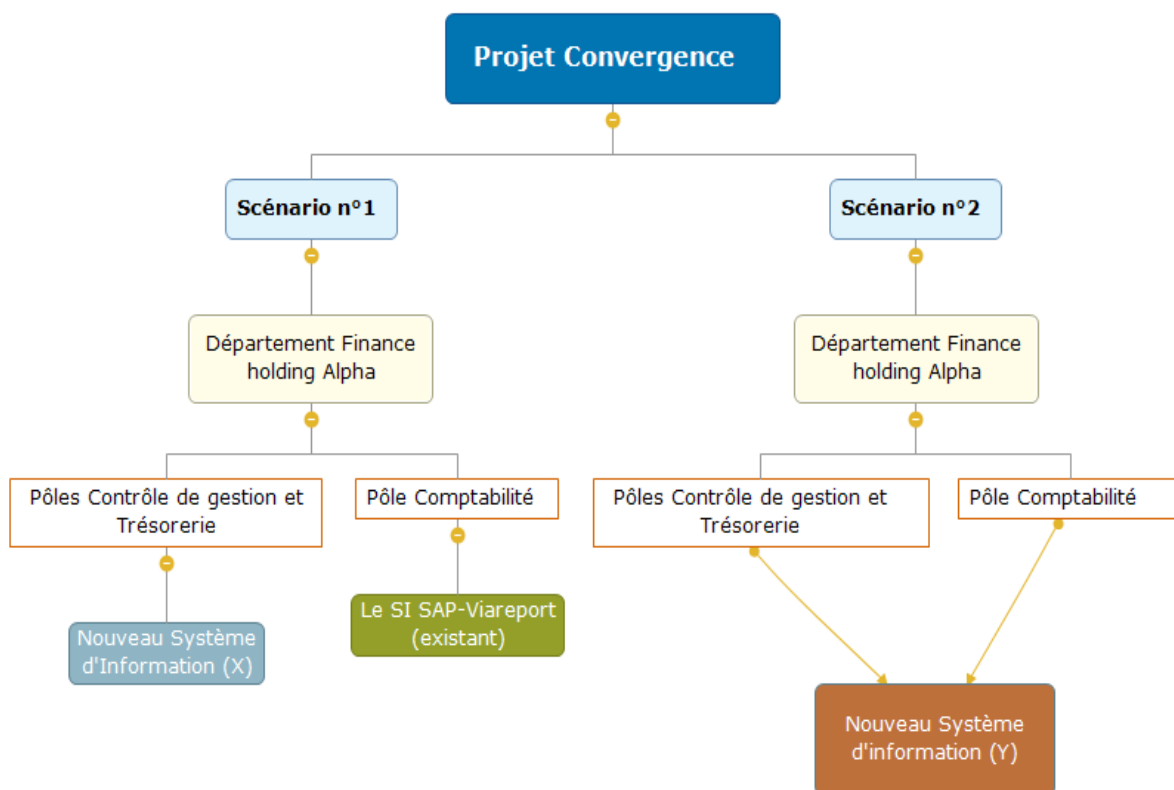 Projet Convergence
Scénario n°1
Scénario n°2
Département Finance
holding Alpha
Département Finance
holding Alpha
Pôles Contrôle de gestion et
Trésorerie
Pôle Comptabilité
Pôles Contrôle de gestion et
Trésorerie
Pôle Comptabilité
Nouveau Système
d'Information (X)
Le SI SAP-Viareport
(existant)
Nouveau Système
d'information (Y)